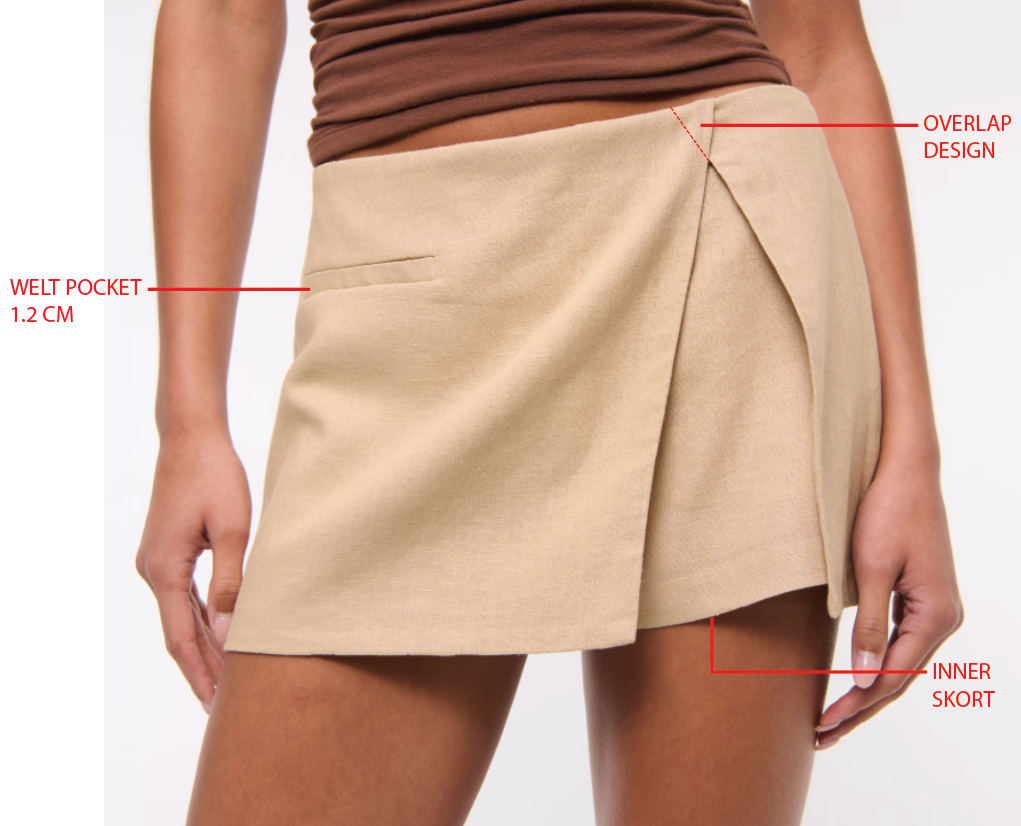 OVERLAP
DESIGN
WELT POCKET
1.2 CM
INNER
SKORT